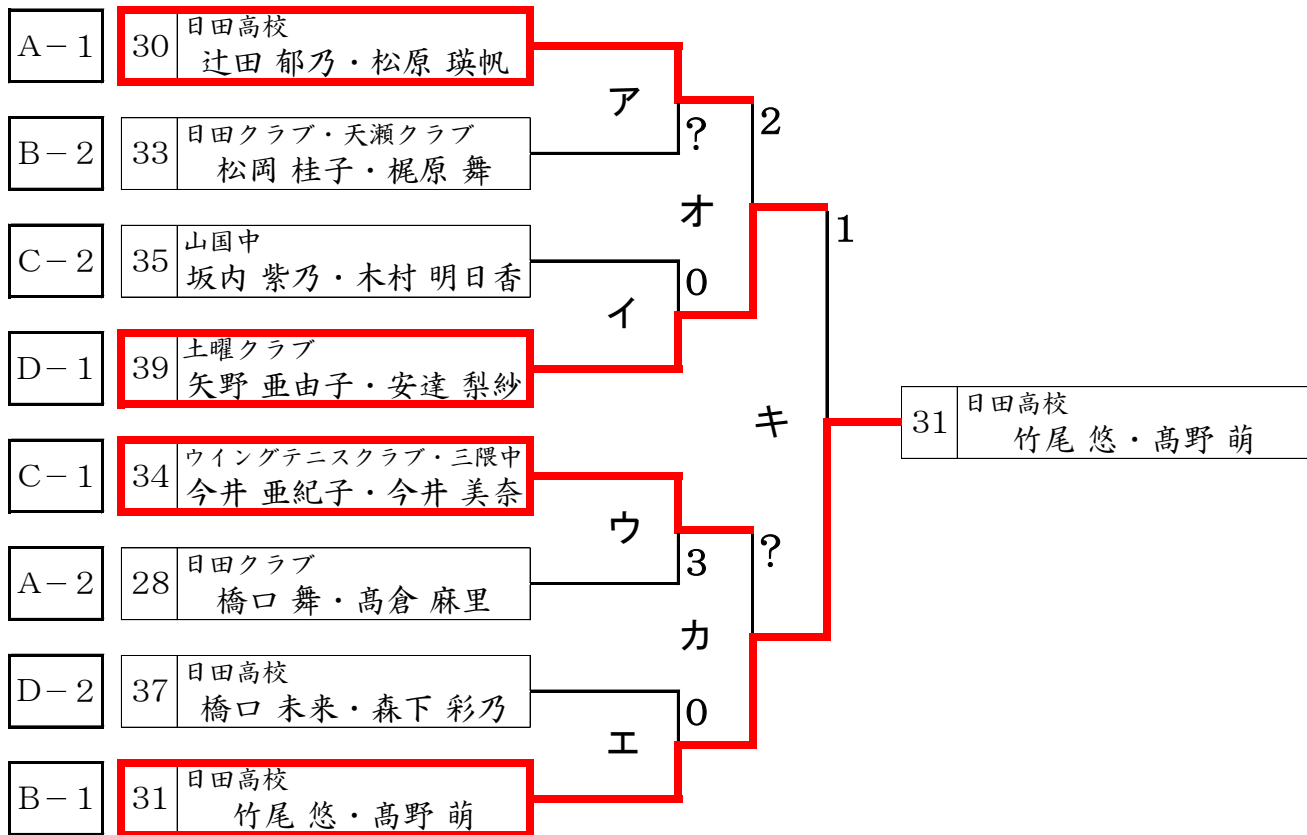 A－1
30
日田高校
辻田 郁乃・松原 瑛帆
B－2
33
日田クラブ・天瀬クラブ
松岡 桂子・梶原 舞
C－2
35
山国中
坂内 紫乃・木村 明日香
D－1
39
土曜クラブ
矢野 亜由子・安達 梨紗
C－1
34
ウイングテニスクラブ・三隈中
今井 亜紀子・今井 美奈
A－2
28
日田クラブ
橋口 舞・髙倉 麻里
D－2
37
日田高校
橋口 未来・森下 彩乃
B－1
31
日田高校
竹尾 悠・髙野 萌
ア
?
イ
0
ウ
3
エ
0
オ
2
カ
?
キ
1
31
日田高校
竹尾 悠・髙野 萌